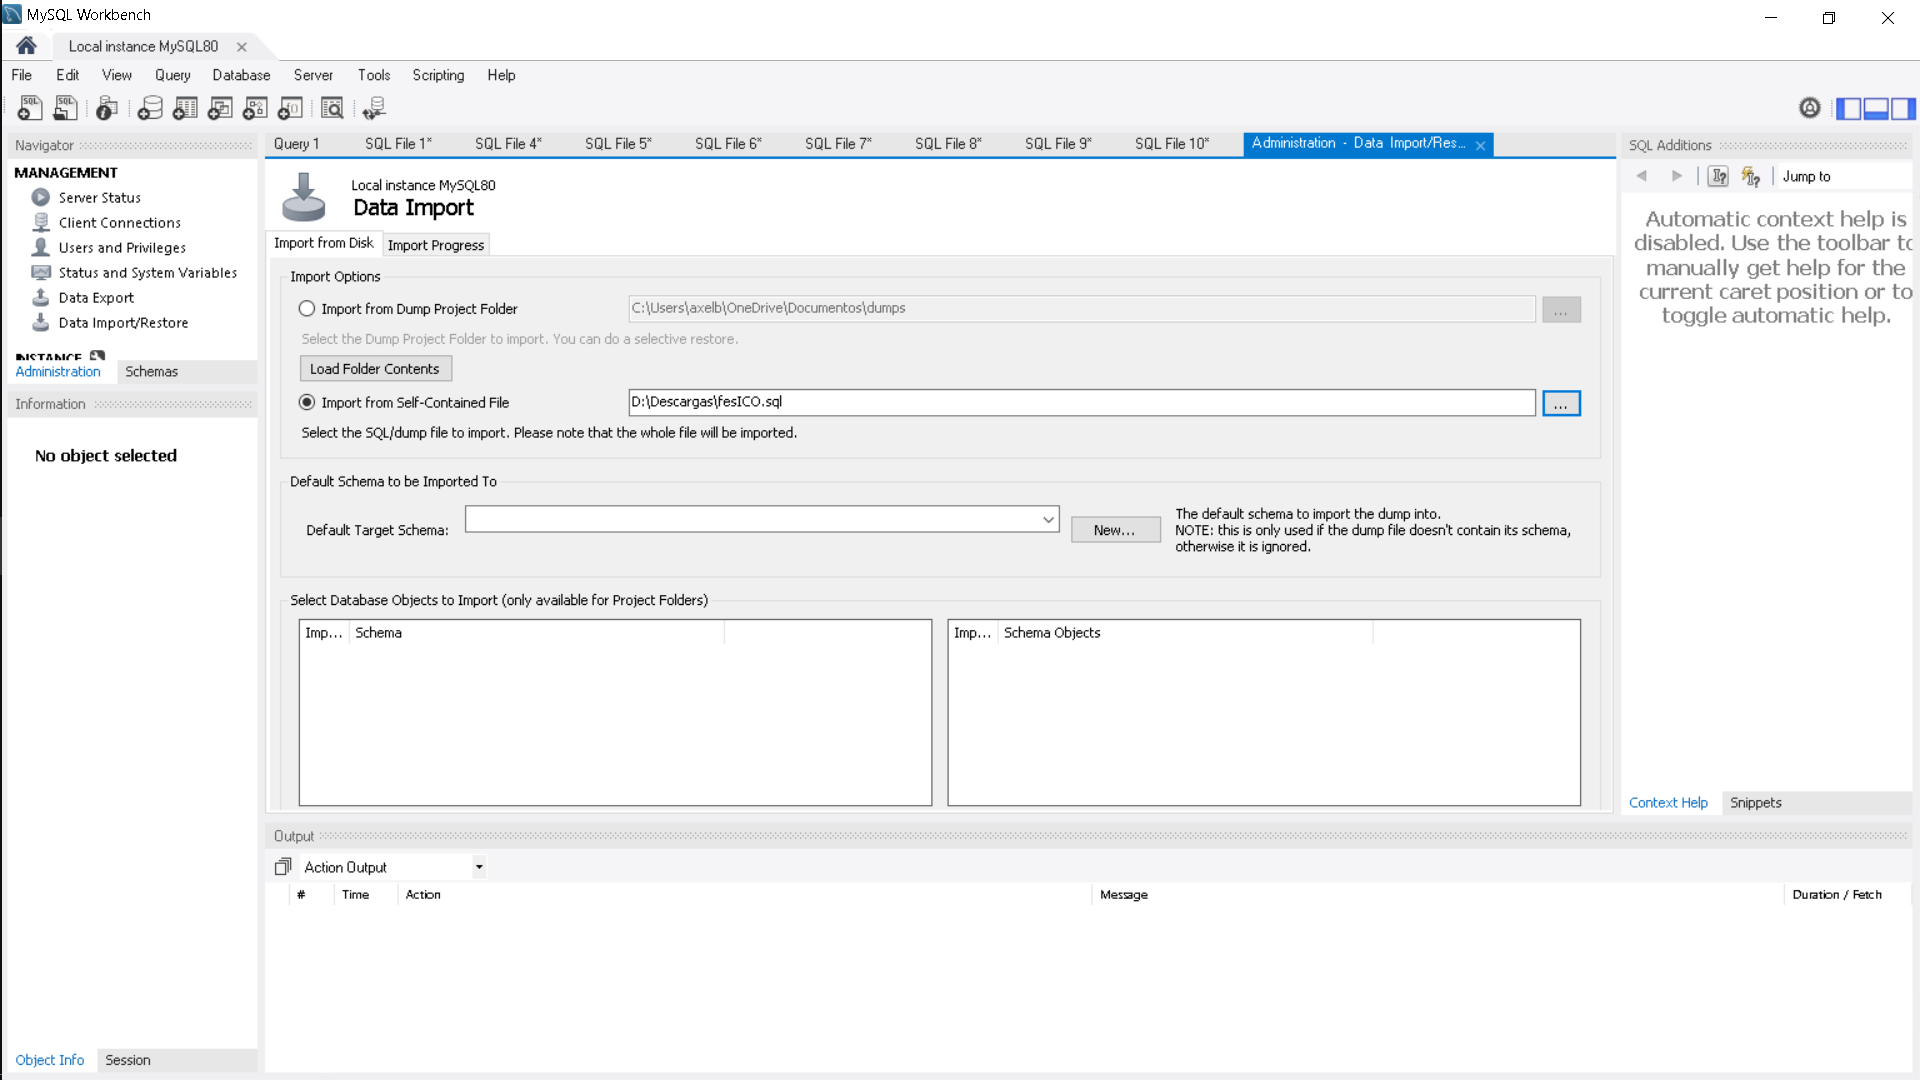 MySQL Workbench
Local instance MySQL80
File Edit View Query Database Server Tools Scripting Help
Navigator
MANAGEMENT
Server Status
Client Connections
Users and Privileges
Status and System Variables
Data Export
Data Import/Restore
INSTANCE
Administration Schemas
Information
No object selected
Object Info Session
Query 1 SQL File 1* SQL File 4* SQL File 5* SQL File 6* SQL File 7* SQL File 8* SQL File 9* SQL File 10* Administration - Data Import/Res...
Local instance MySQL80
Data Import
Import from Disk Import Progress
Import Options
Import from Dump Project Folder C:\Users\axelb\OneDrive\Documentos\dumps ...
Select the Dump Project Folder to import. You can do a selective restore.
Load Folder Contents
Import from Self-Contained File D:\Descargas\fesICO.sql ...
Select the SQL/dump file to import. Please note that the whole file will be imported.
Default Schema to be Imported To
Default Target Schema: New...
The default schema to import the dump into.
NOTE: this is only used if the dump file doesn't contain its schema,
otherwise it is ignored.
Select Database Objects to Import (only available for Project Folders)
Imp... Schema
Imp... Schema Objects
SQL Additions
Jump to
Automatic context help is
disabled. Use the toolbar to
manually get help for the
current caret position or to
toggle automatic help.
Context Help Snippets
Output
Action Output
# Time Action Message Duration / Fetch